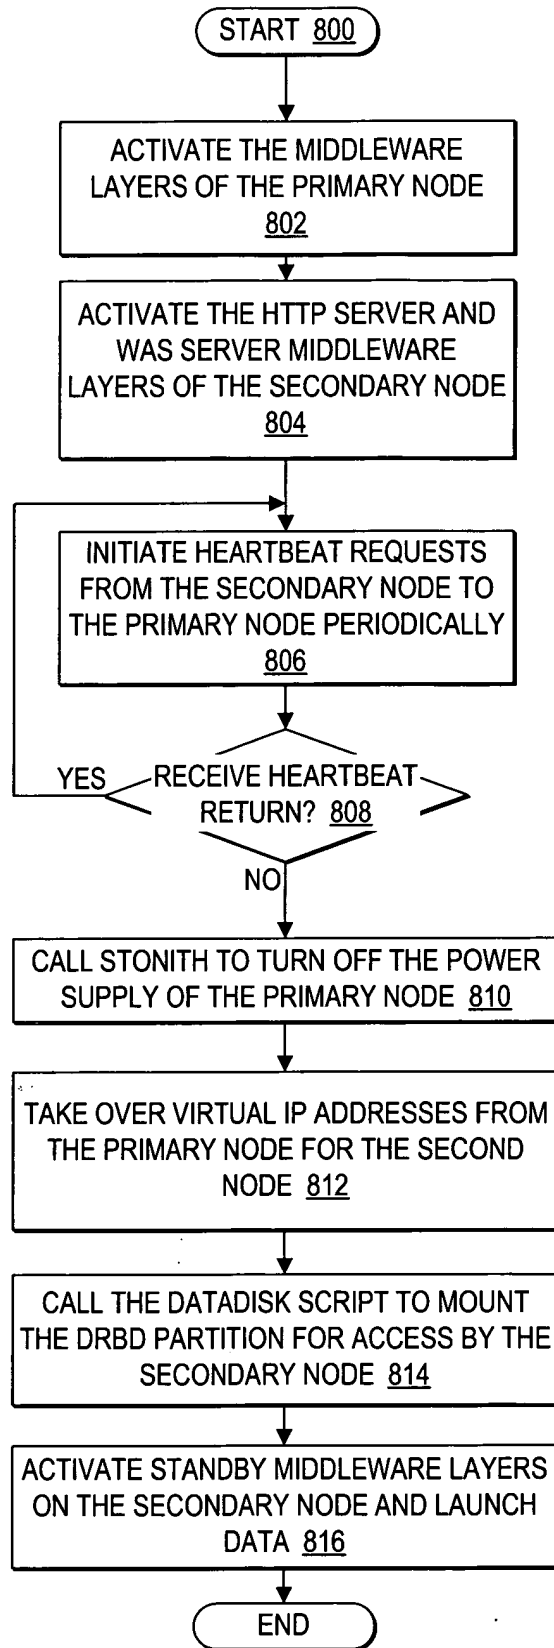 START 800
ACTIVATE THE MIDDLEWARE
LAYERS OF THE PRIMARY NODE
802
ACTIVATE THE HTTP SERVER AND
WAS SERVER MIDDLEWARE
LAYERS OF THE SECONDARY NODE
804
INITIATE HEARTBEAT REQUESTS
FROM THE SECONDARY NODE TO
THE PRIMARY NODE PERIODICALLY
806
YES
RECEIVE HEARTBEAT
RETURN? 808
NO
CALL STONITH TO TURN OFF THE POWER
SUPPLY OF THE PRIMARY NODE 810
TAKE OVER VIRTUAL IP ADDRESSES FROM
THE PRIMARY NODE FOR THE SECOND
NODE 812
CALL THE DATADISK SCRIPT TO MOUNT
THE DRBD PARTITION FOR ACCESS BY THE
SECONDARY NODE 814
ACTIVATE STANDBY MIDDLEWARE LAYERS
ON THE SECONDARY NODE AND LAUNCH
DATA 816
END